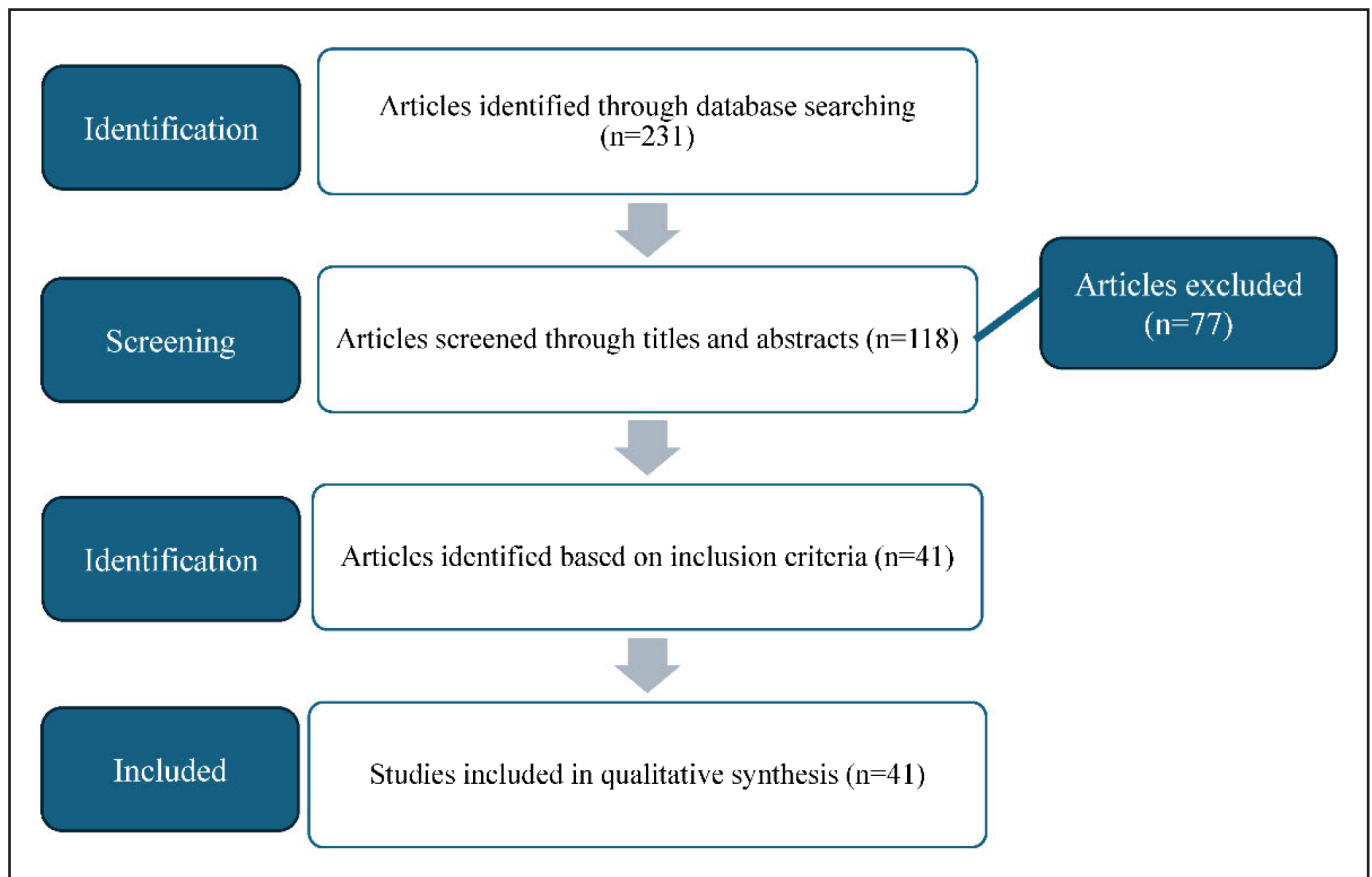 Identification
Articles identified through database searching
(n=231)
Screening
Articles screened through titles and abstracts (n=118)
Articles excluded
(n=77)
Identification
Articles identified based on inclusion criteria (n=41)
Included
Studies included in qualitative synthesis (n=41)